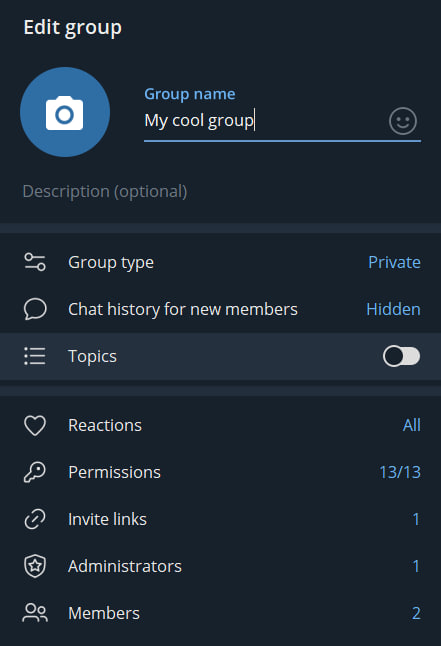 Edit group
Group name
My cool group
Description (optional)
Group type Private
Chat history for new members Hidden
Topics
Reactions All
Permissions 13/13
Invite links 1
Administrators 1
Members 2